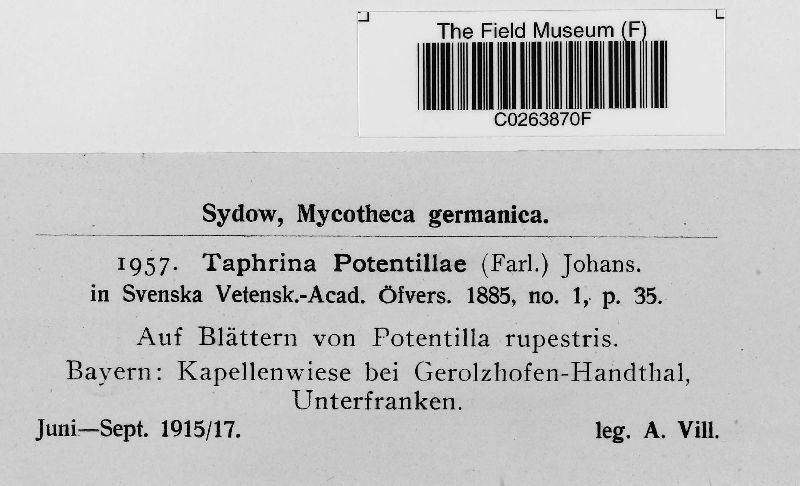 The Field Museum (F)
C0263870F
Sydow, Mycotheca germanica.
1957. Taphrina Potentillae (Farl.) Johans.
in Svenska Vetensk.-Acad. Öfvers. 1885, no. 1, p. 35.
Auf Blättern von Potentilla rupestris.
Bayern: Kapellenwiese bei Gerolzhofen-Handthal,
Unterfranken.
Juni—Sept. 1915/17. leg. A. Vill.